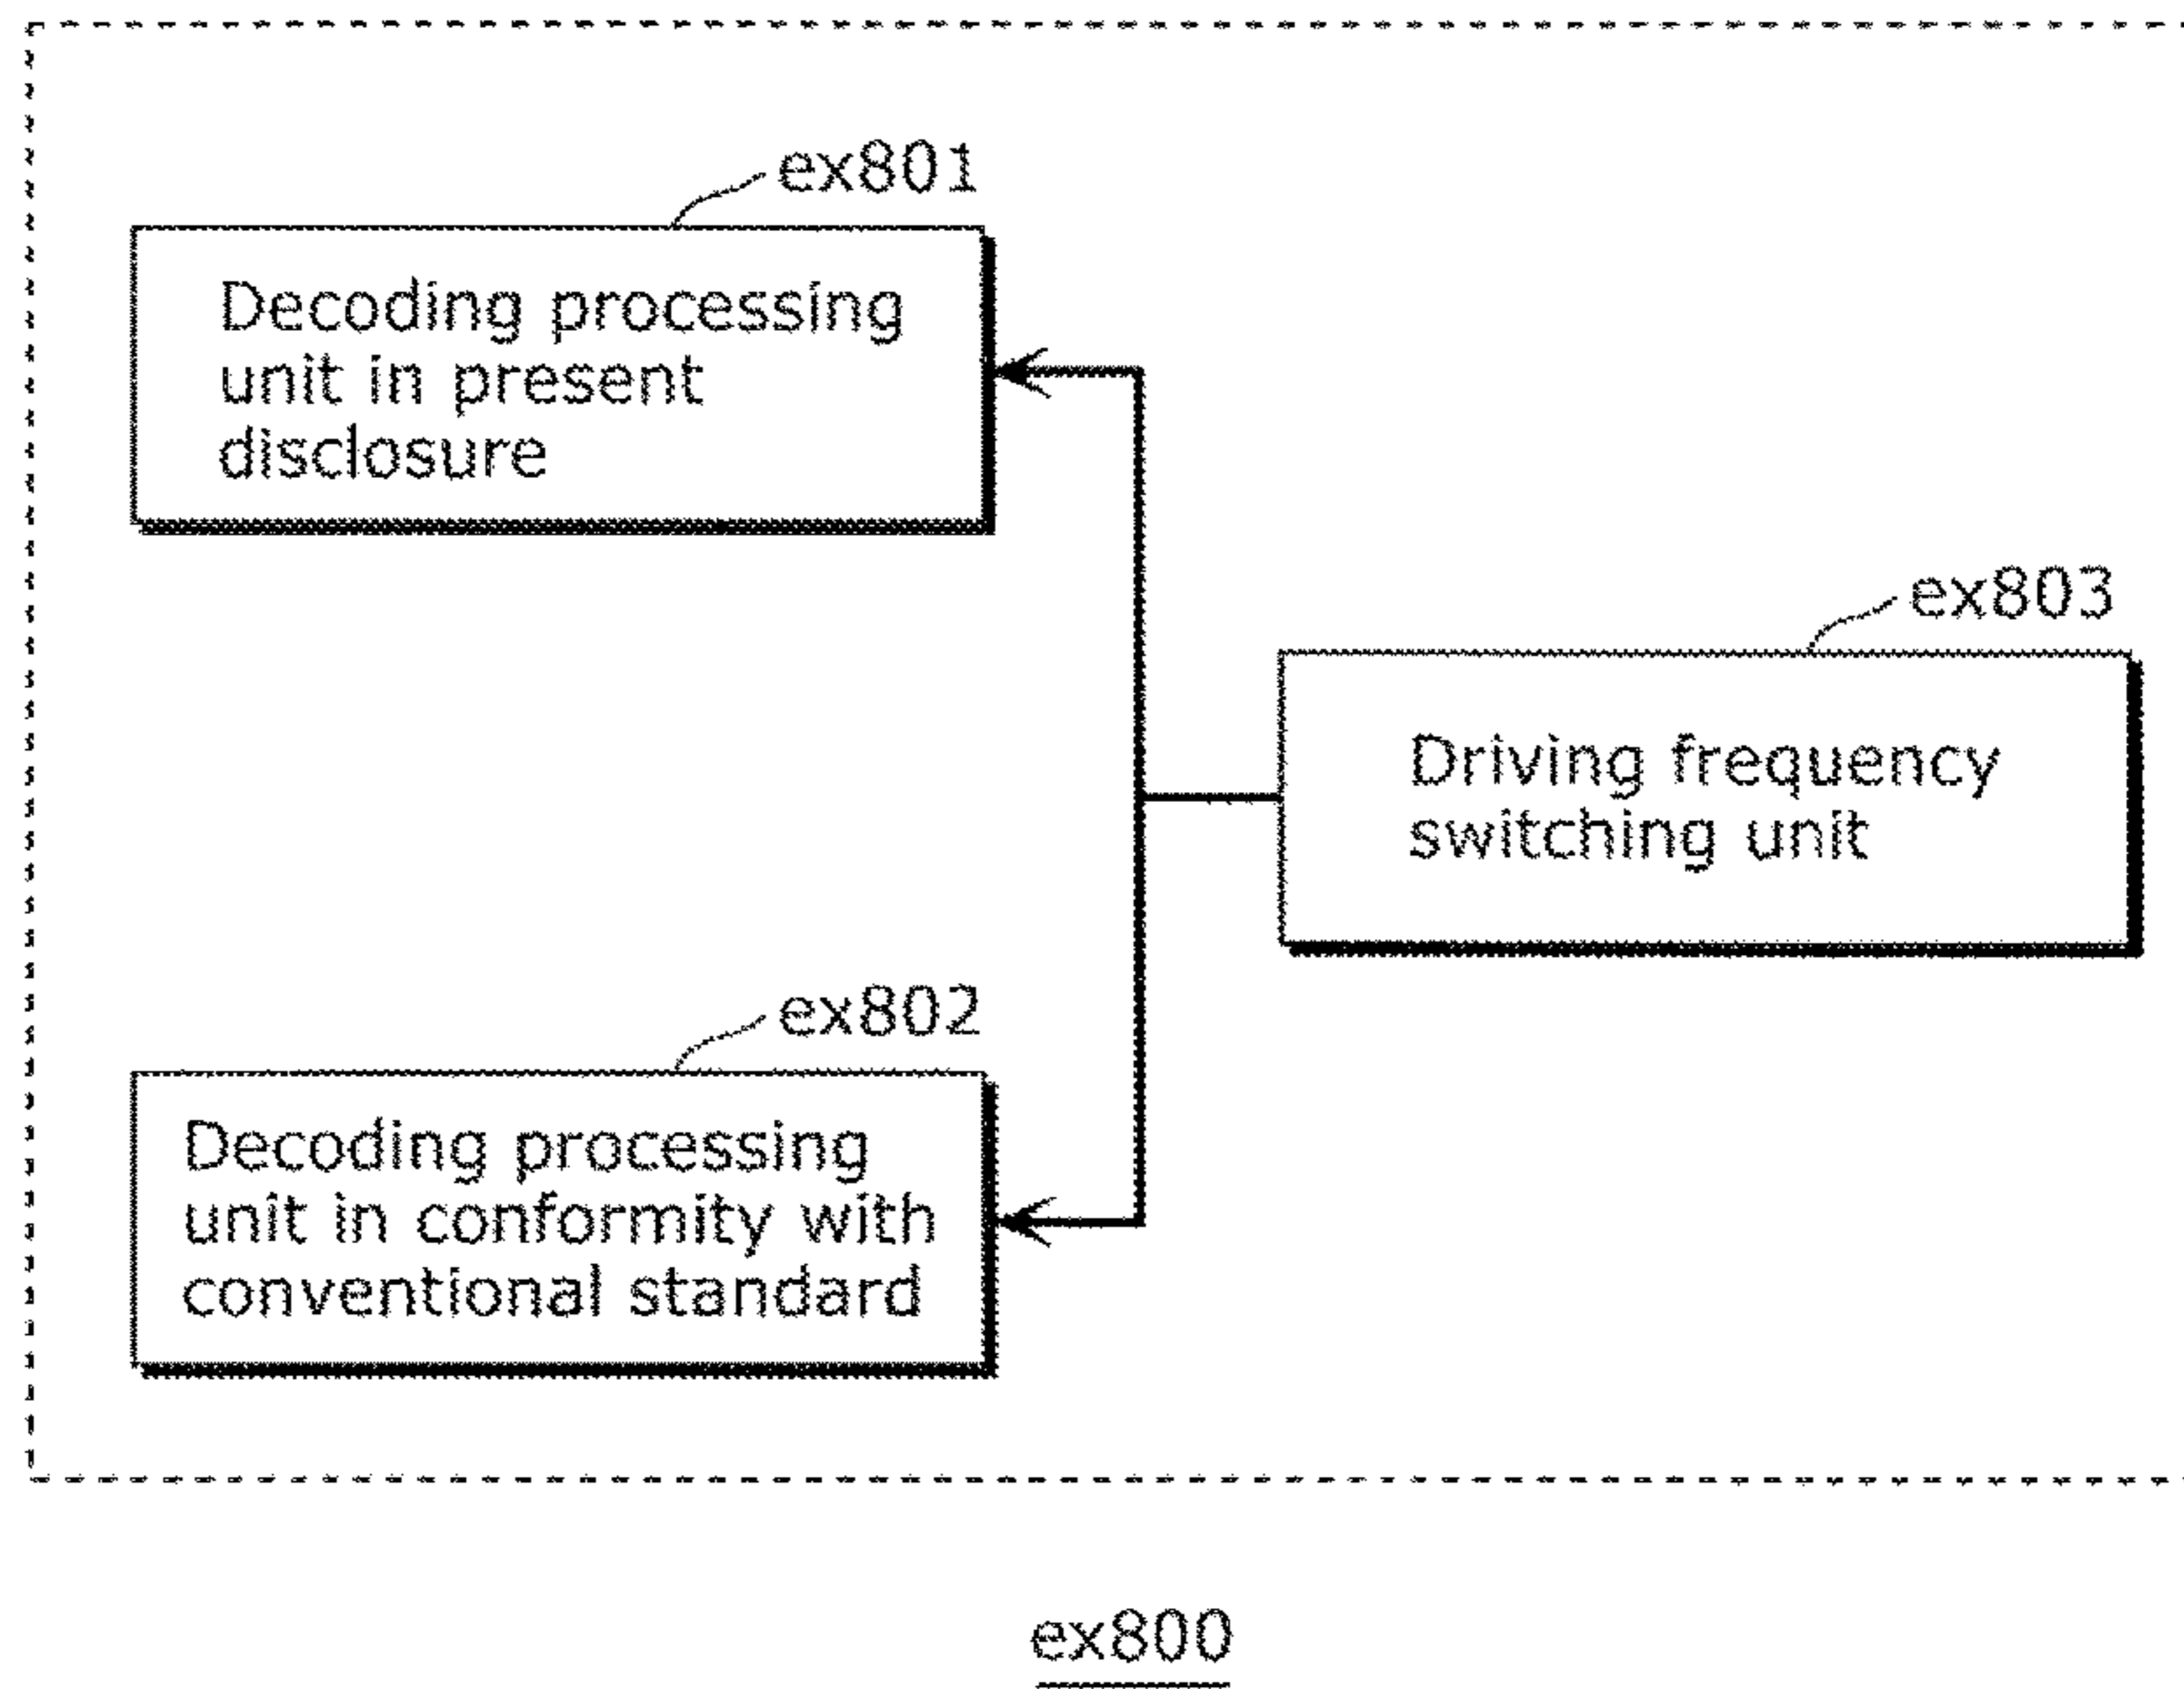 ex801
Decoding processing
unit in present
disclosure
ex803
Driving frequency
switching unit
ex802
Decoding processing
unit in conformity with
conventional standard
ex800